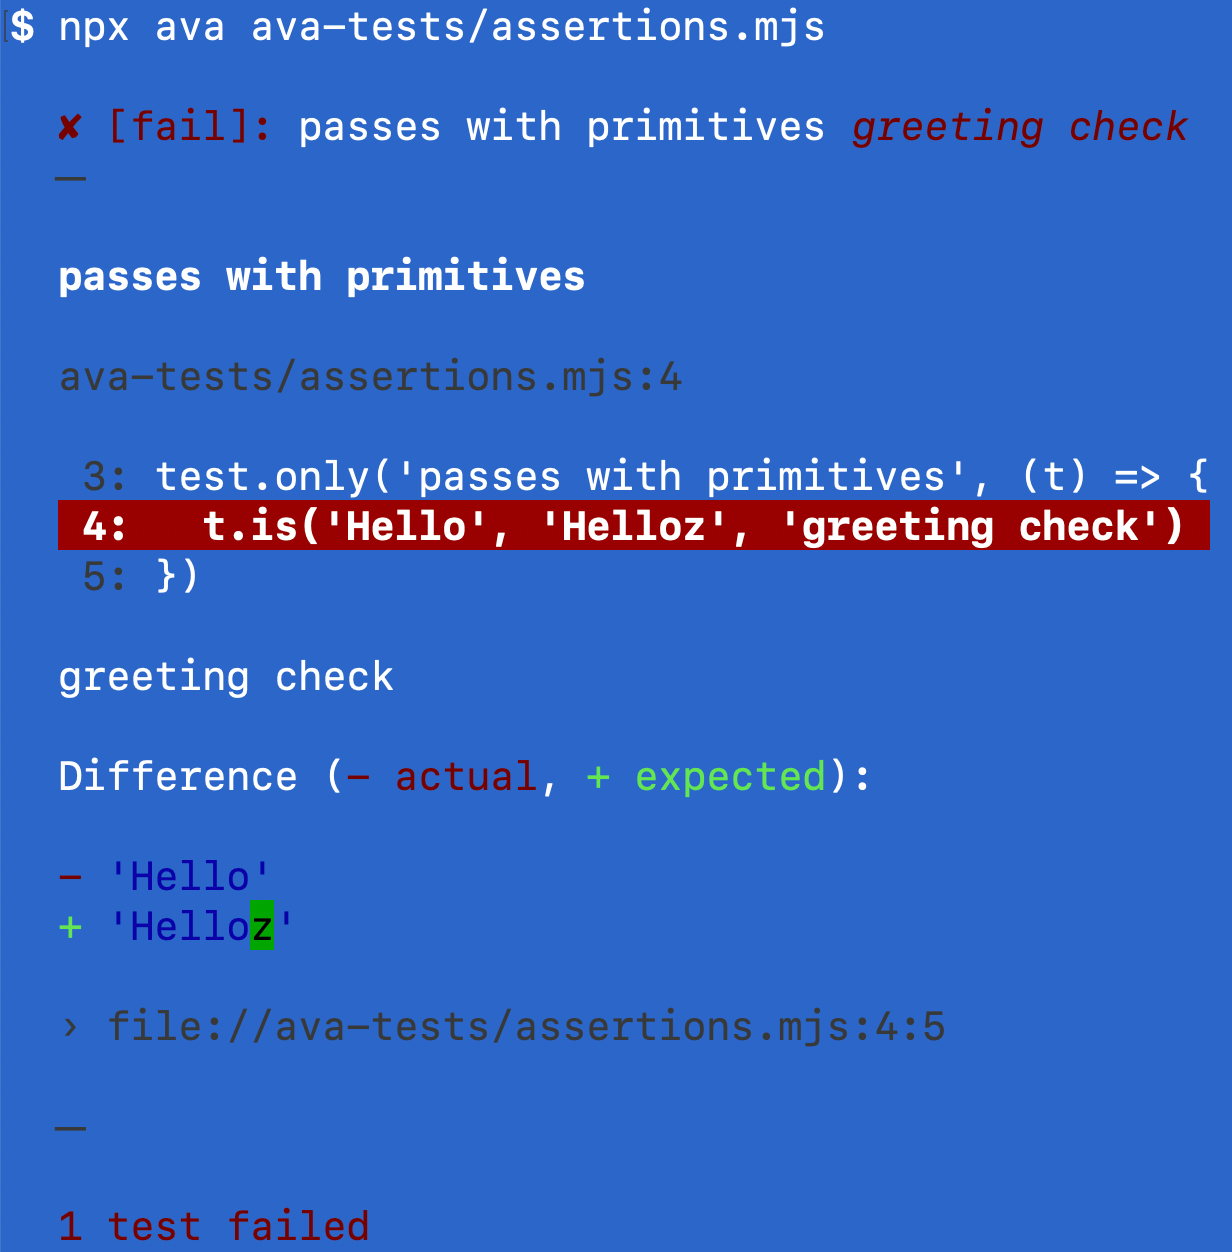 $ npx ava ava-tests/assertions.mjs
✘ [fail]: passes with primitives greeting check
─
passes with primitives
ava-tests/assertions.mjs:4
3: test.only('passes with primitives', (t) => {
4:   t.is('Hello', 'Helloz', 'greeting check')
5: })
greeting check
Difference (- actual, + expected):
- 'Hello'
+ 'Helloz'
› file://ava-tests/assertions.mjs:4:5
─
1 test failed